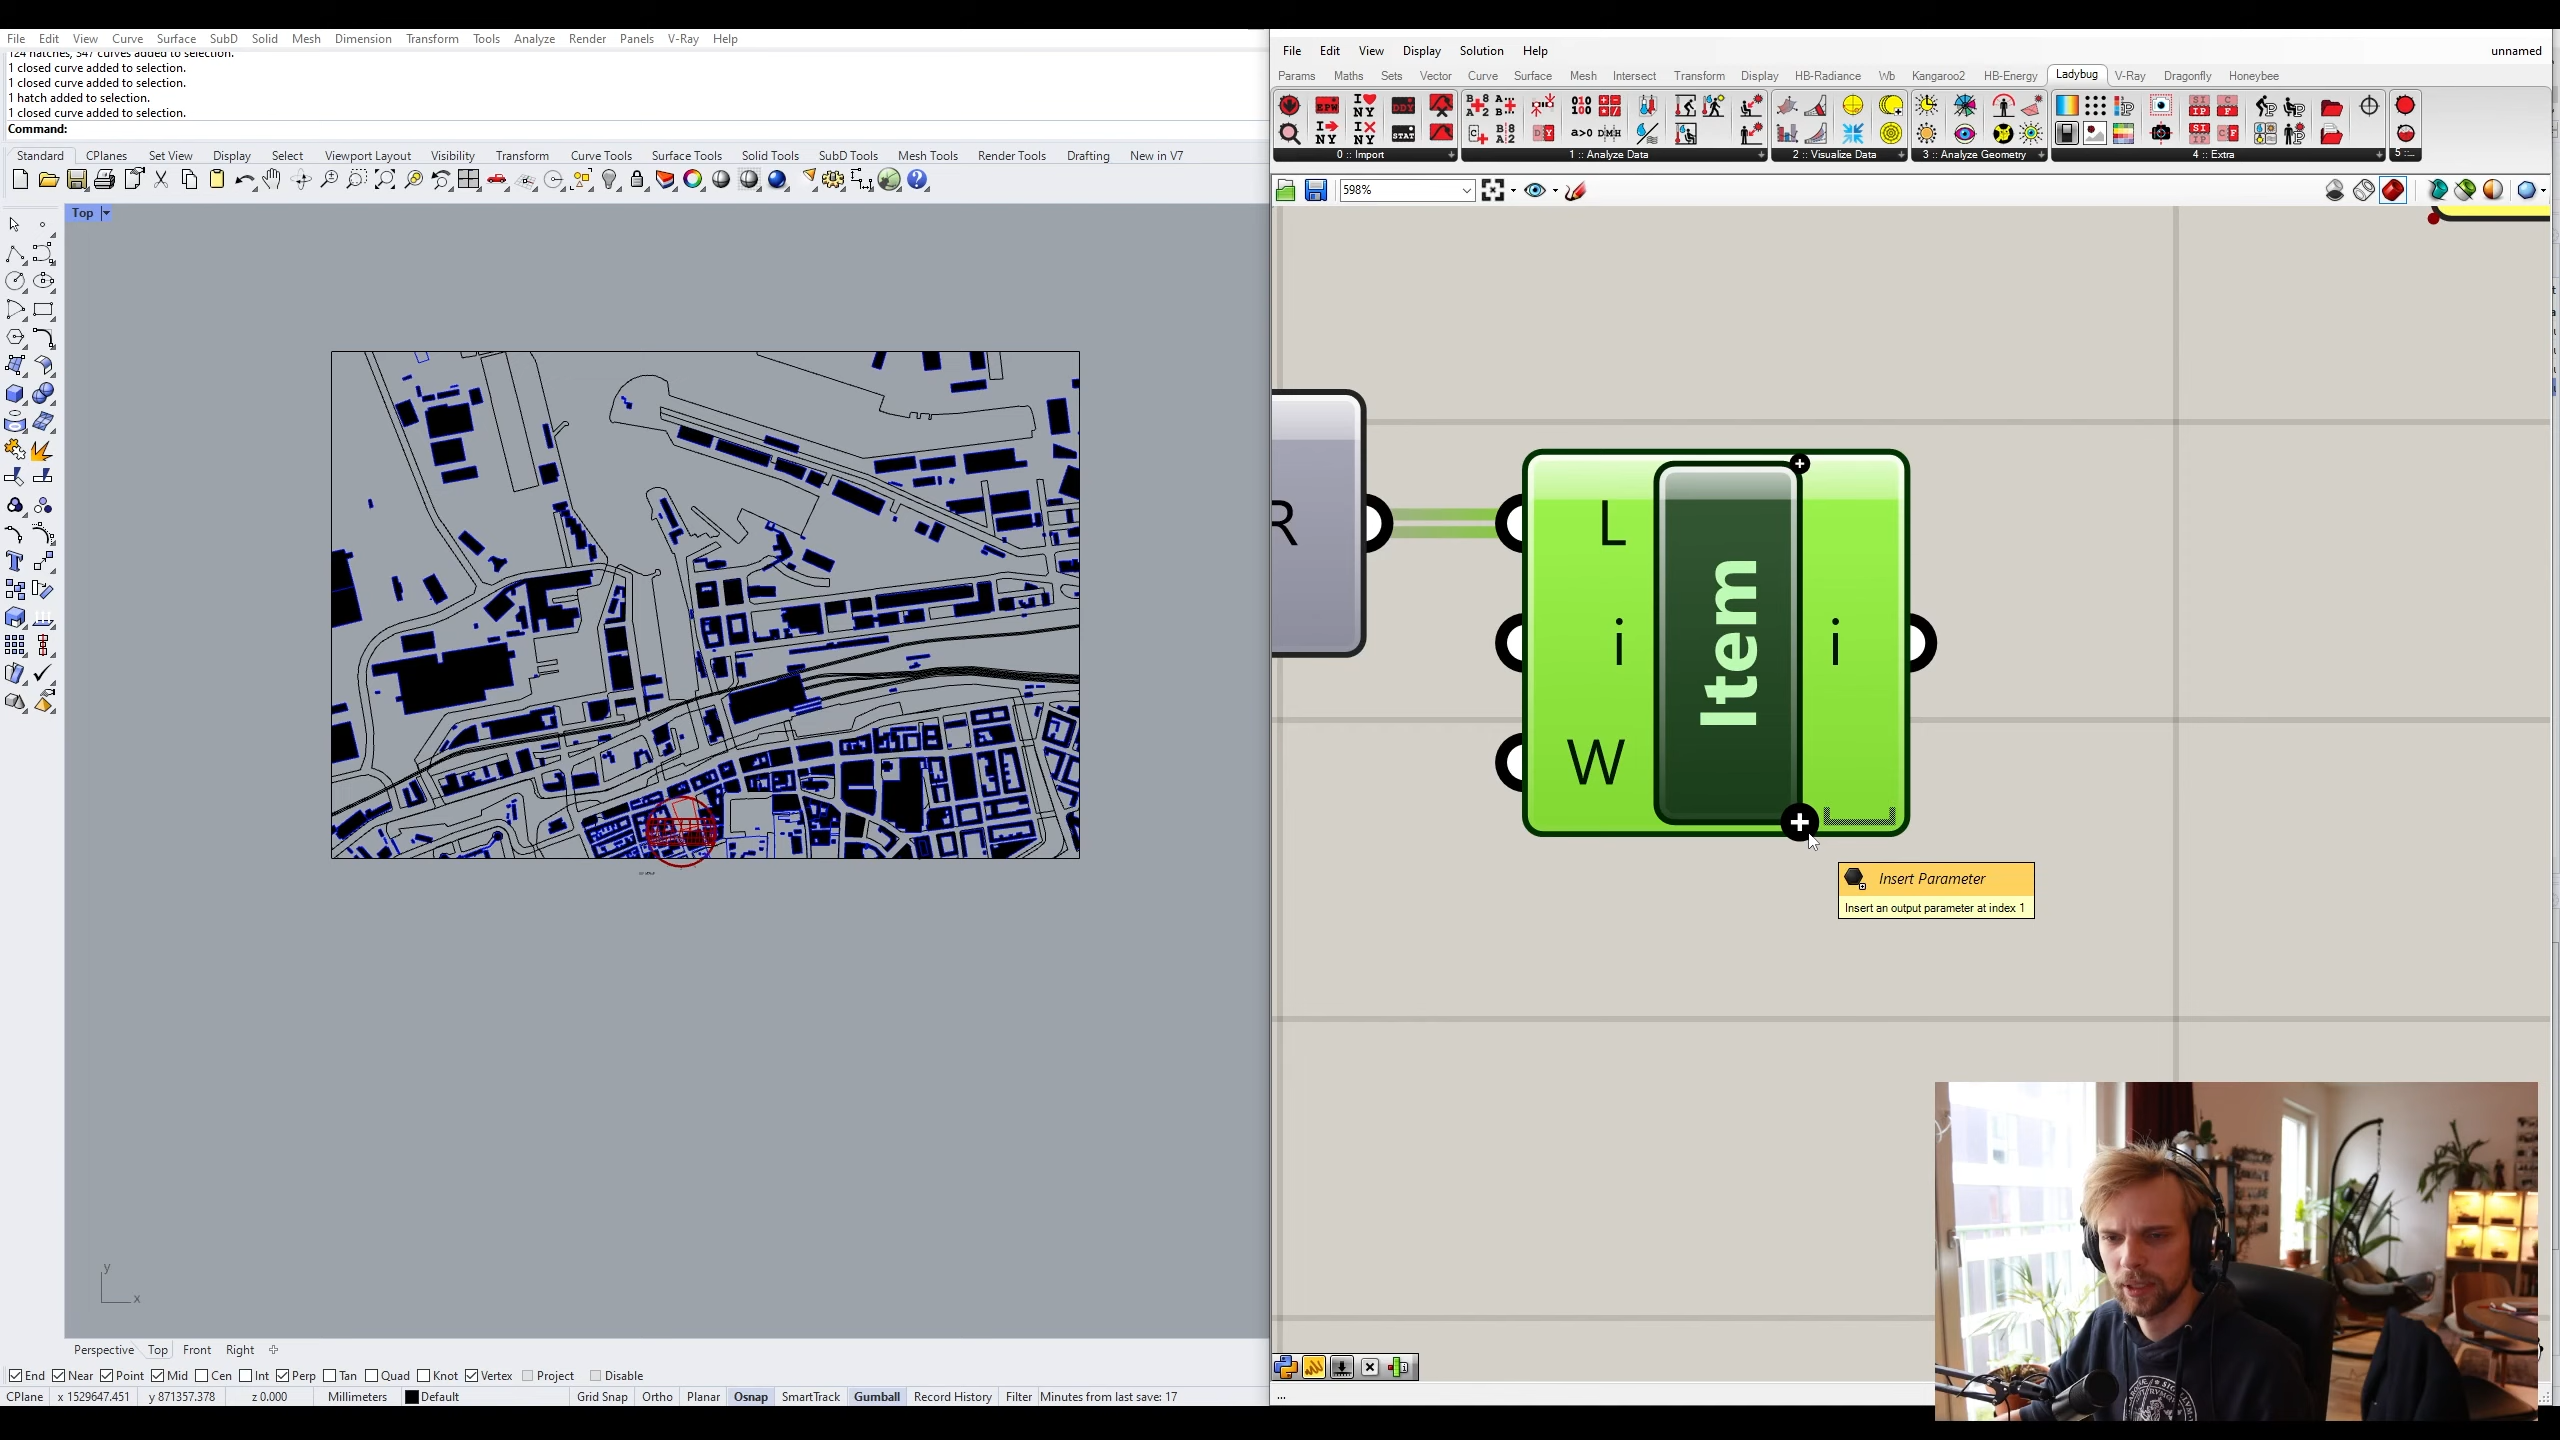 File Edit View Curve Surface SubD Solid Mesh Dimension Transform Tools Analyze Render Panels V-Ray Help
124 hatches, 547 curves added to selection.
1 closed curve added to selection.
1 closed curve added to selection.
1 hatch added to selection.
1 closed curve added to selection.
Command:
Standard CPlanes Set View Display Select Viewport Layout Visibility Transform Curve Tools Surface Tools Solid Tools SubD Tools Mesh Tools Render Tools Drafting New in V7
Top
y
x
Perspective Top Front Right
End Near Point Mid Cen Int Perp Tan Quad Knot Vertex Project Disable
CPlane x 1529647.451 y 871357.378 z 0.000 Millimeters Default Grid Snap Ortho Planar Osnap SmartTrack Gumball Record History Filter Minutes from last save: 17
File Edit View Display Solution Help unnamed
Params Maths Sets Vector Curve Surface Mesh Intersect Transform Display HB-Radiance Wb Kangaroo2 HB-Energy Ladybug V-Ray Dragonfly Honeybee
0 :: Import 1 :: Analyze Data 2 :: Visualize Data 3 :: Analyze Geometry 4 :: Extra 5 ::...
598%
R
L
i
W
Item
i
Insert Parameter
Insert an output parameter at index 1
...